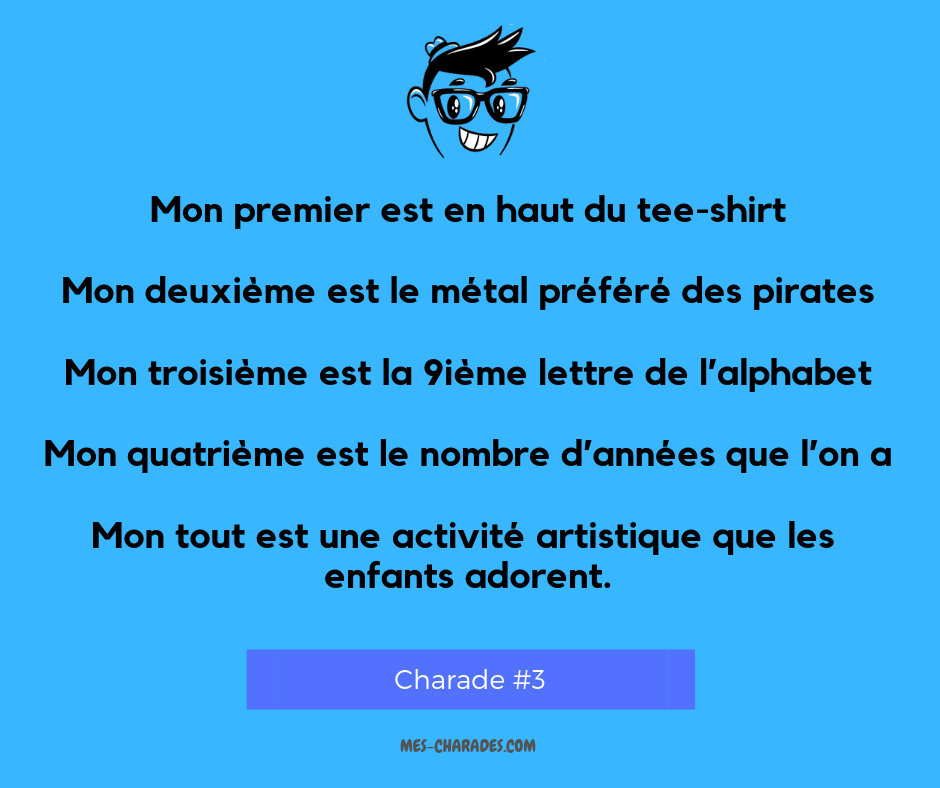 Mon premier est en haut du tee-shirt
Mon deuxième est le métal préféré des pirates
Mon troisième est la 9ième lettre de l'alphabet
Mon quatrième est le nombre d'années que l'on a
Mon tout est une activité artistique que les
enfants adorent.
Charade #3
MES-CHARADES.COM